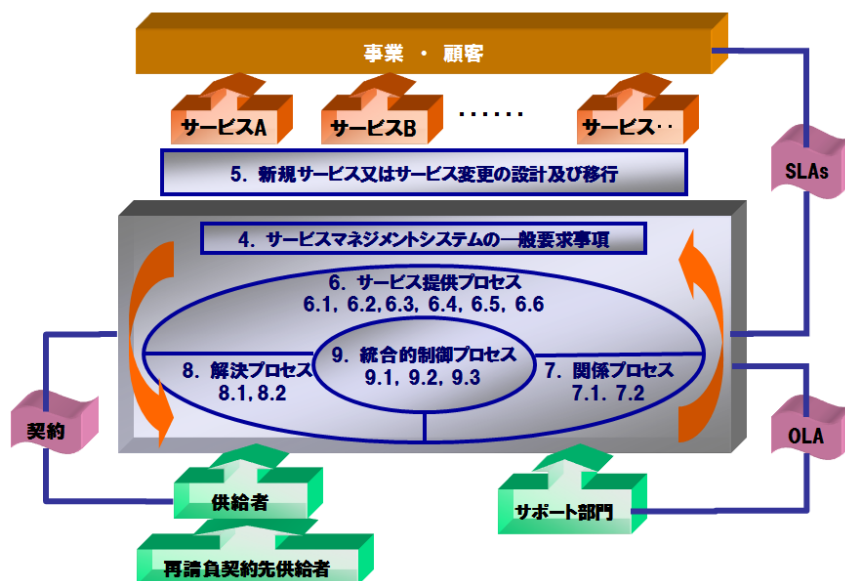 事業 ・ 顧客
サービスA
サービスB
・・・・・・
サービス・・
5. 新規サービス又はサービス変更の設計及び移行
SLAs
4. サービスマネジメントシステムの一般要求事項
6. サービス提供プロセス
6.1, 6.2,6.3, 6.4, 6.5, 6.6
9. 統合的制御プロセス
9.1, 9.2, 9.3
8. 解決プロセス
8.1, 8.2
7. 関係プロセス
7.1. 7.2
契約
OLA
供給者
サポート部門
再請負契約先供給者